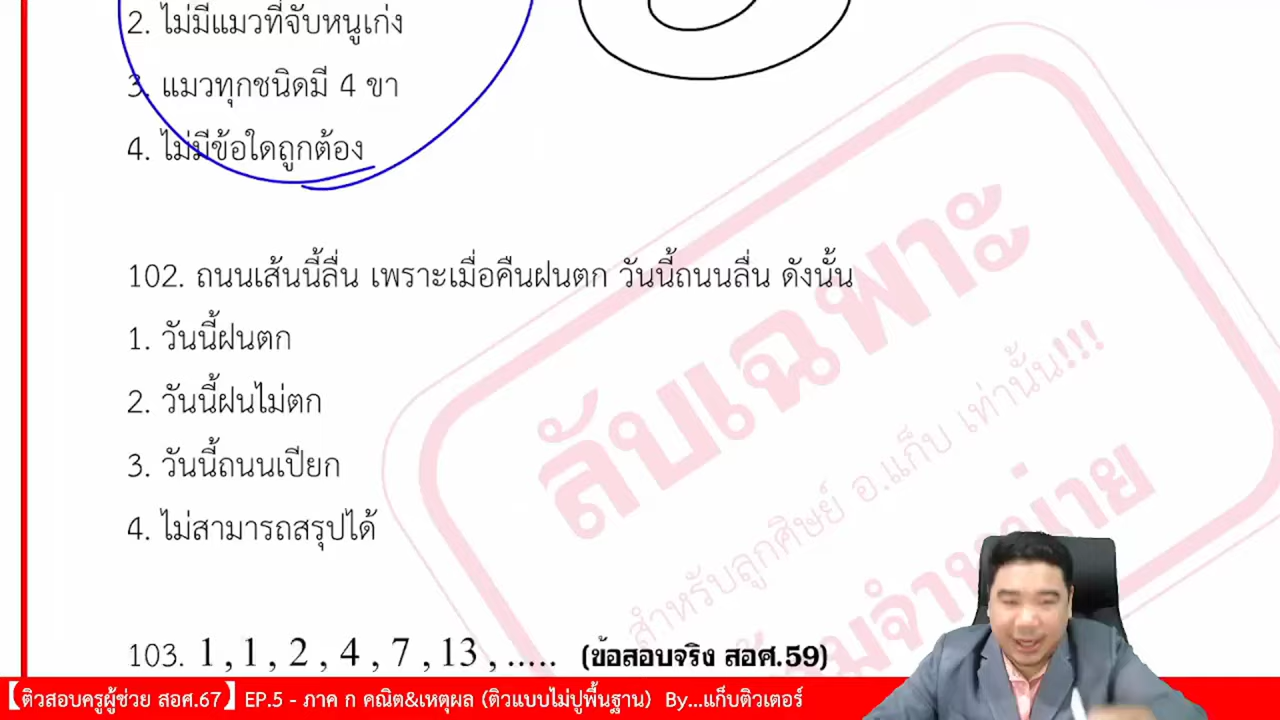 2. ไม่มีแมวที่จับหนูเก่ง
3. แมวทุกชนิดมี 4 ขา
4. ไม่มีข้อใดถูกต้อง
102. ถนนเส้นนี้ลื่น เพราะเมื่อคืนฝนตก วันนี้ถนนลื่น ดังนั้น
1. วันนี้ฝนตก
2. วันนี้ฝนไม่ตก
3. วันนี้ถนนเปียก
4. ไม่สามารถสรุปได้
ลับเฉพาะ
สำหรับลูกศิษย์ อ.แก็บ เท่านั้น!!!
103. 1 , 1 , 2 , 4 , 7 , 13 , ..... (ข้อสอบจริง สอศ.59)
【ติวสอบครูผู้ช่วย สอศ.67】 EP.5 - ภาค ก คณิต&เหตุผล (ติวแบบไม่ปูพื้นฐาน) By...แก็บติวเตอร์